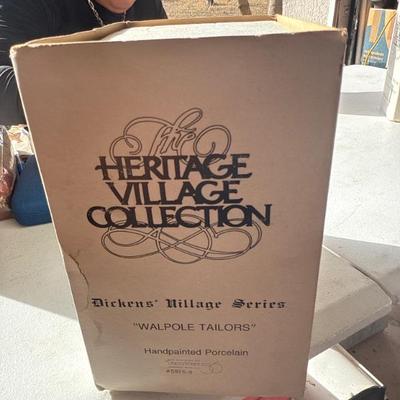 The
HERITAGE
VILLAGE
COLLECTION
Dickens' Village Series
"WALPOLE TAILORS"
Handpainted Porcelain